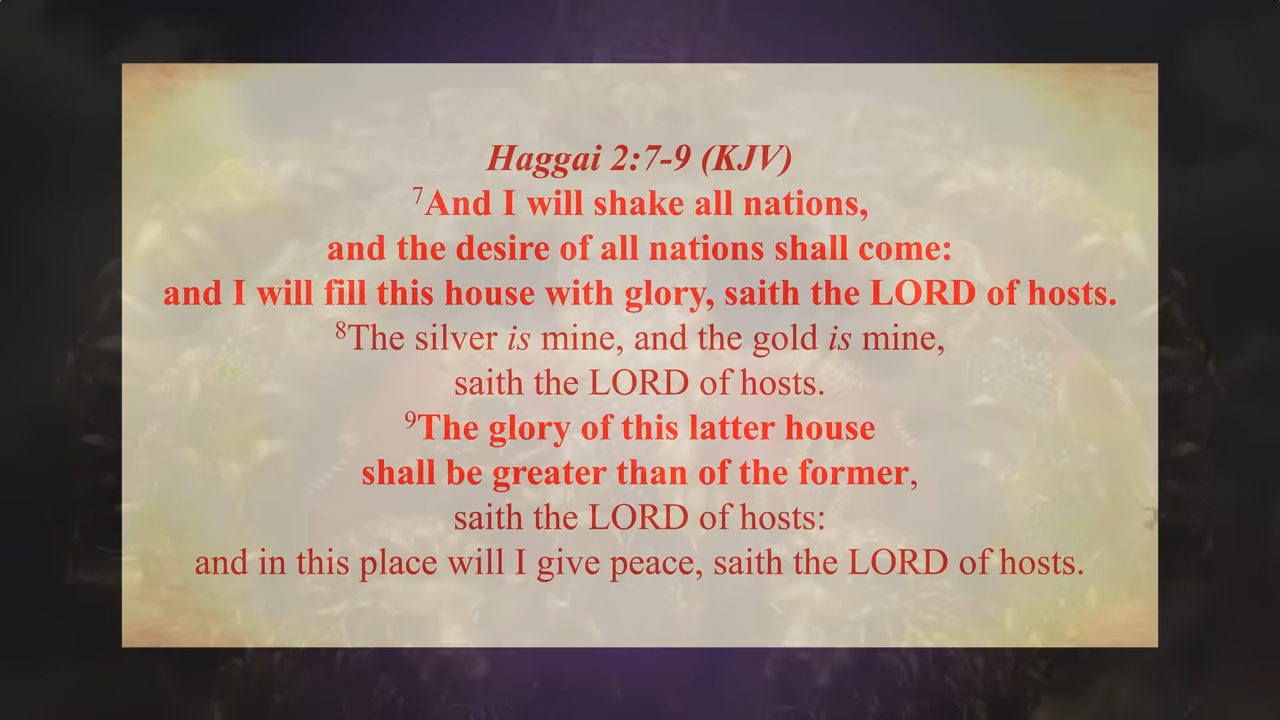 Haggai 2:7-9 (KJV)
⁷And I will shake all nations,
and the desire of all nations shall come:
and I will fill this house with glory, saith the LORD of hosts.
⁸The silver is mine, and the gold is mine,
saith the LORD of hosts.
⁹The glory of this latter house
shall be greater than of the former,
saith the LORD of hosts:
and in this place will I give peace, saith the LORD of hosts.